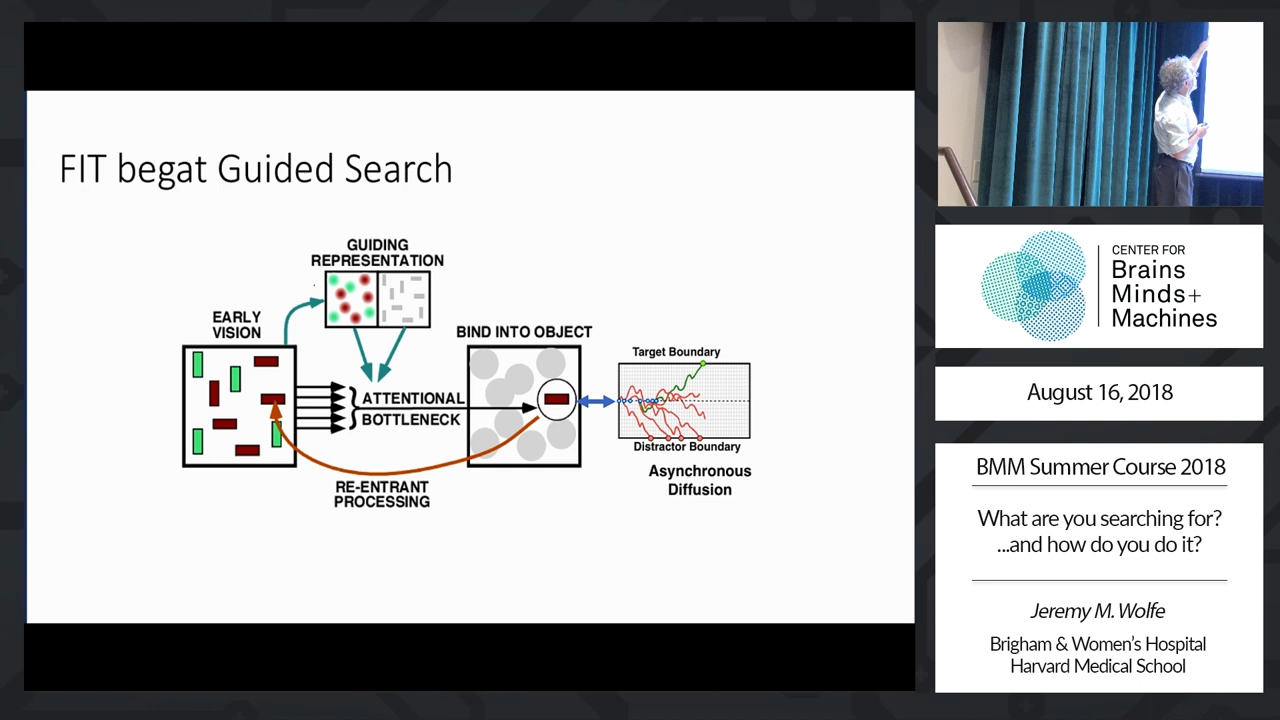 FIT begat Guided Search
GUIDING
REPRESENTATION
EARLY
VISION
BIND INTO OBJECT
ATTENTIONAL
BOTTLENECK
RE-ENTRANT
PROCESSING
Target Boundary
Distractor Boundary
Asynchronous
Diffusion
CENTER FOR
Brains
Minds+
Machines
August 16, 2018
BMM Summer Course 2018
What are you searching for?
...and how do you do it?
Jeremy M. Wolfe
Brigham & Women's Hospital
Harvard Medical School